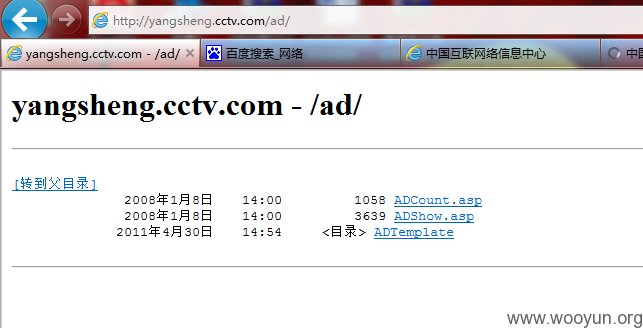 http://yangsheng.cctv.com/ad/
yangsheng.cctv.com - /ad/ 百度搜索_网络 中国互联网络信息中心 中国
yangsheng.cctv.com - /ad/
[转到父目录]
2008年1月8日 14:00 1058 ADCount.asp
2008年1月8日 14:00 3639 ADShow.asp
2011年4月30日 14:54 <目录> ADTemplate
www.wooyun.org